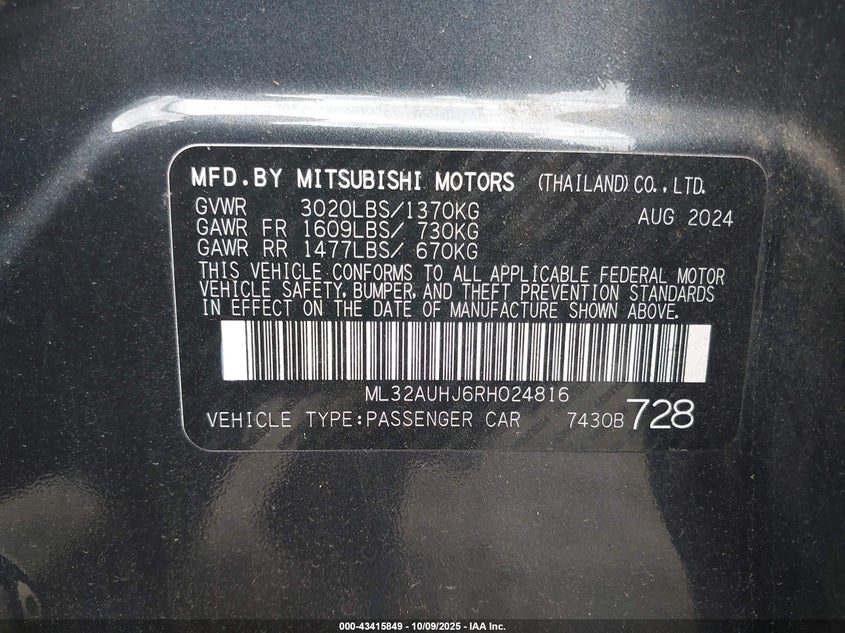 MFD.BY MITSUBISHI MOTORS (THAILAND) CO.,LTD.
GVWR 3020LBS/1370KG AUG 2024
GAWR FR 1609LBS/ 730KG
GAWR RR 1477LBS/ 670KG
THIS VEHICLE CONFORMS TO ALL APPLICABLE FEDERAL MOTOR
VEHICLE SAFETY, BUMPER, AND THEFT PREVENTION STANDARDS
IN EFFECT ON THE DATE OF MANUFACTURE SHOWN ABOVE.
ML32AUHJ6RH024816
VEHICLE TYPE:PASSENGER CAR 7430B 728
000-43415849 - 10/09/2025 - IAA Inc.